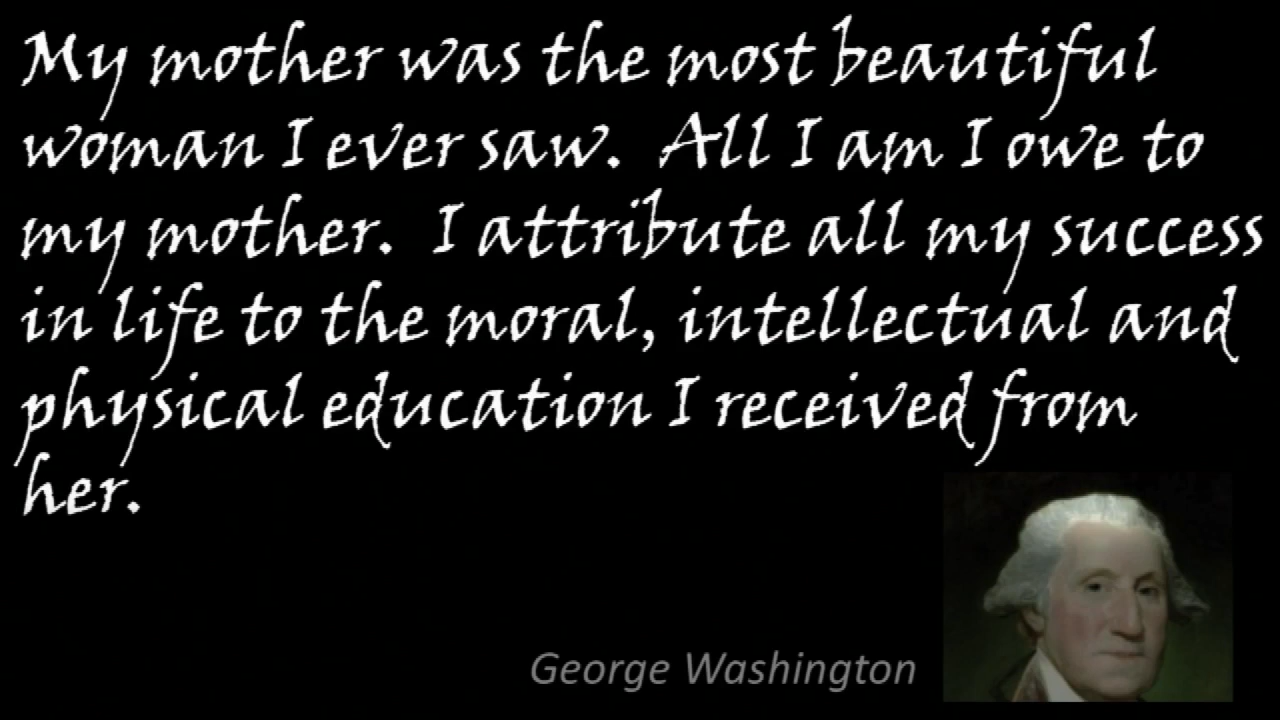 My mother was the most beautiful
woman I ever saw. All I am I owe to
my mother. I attribute all my success
in life to the moral, intellectual and
physical education I received from
her.
George Washington